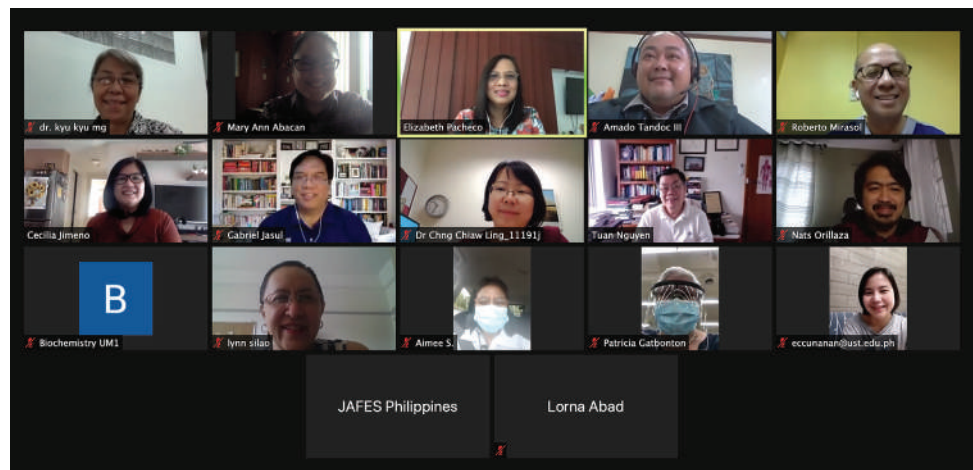 dr. kyu kyu mg
Mary Ann Abacan
Elizabeth Pacheco
Amado Tandoc III
Roberto Mirasol
Cecilia Jimeno
Gabriel Jasul
Dr Chng Chiaw Ling_11191j
Tuan Nguyen
Nats Orillaza
B
Biochemistry UM1
lynn silao
Aimee S.
Patricia Gatbonton
eccunanan@ust.edu.ph
JAFES Philippines
Lorna Abad